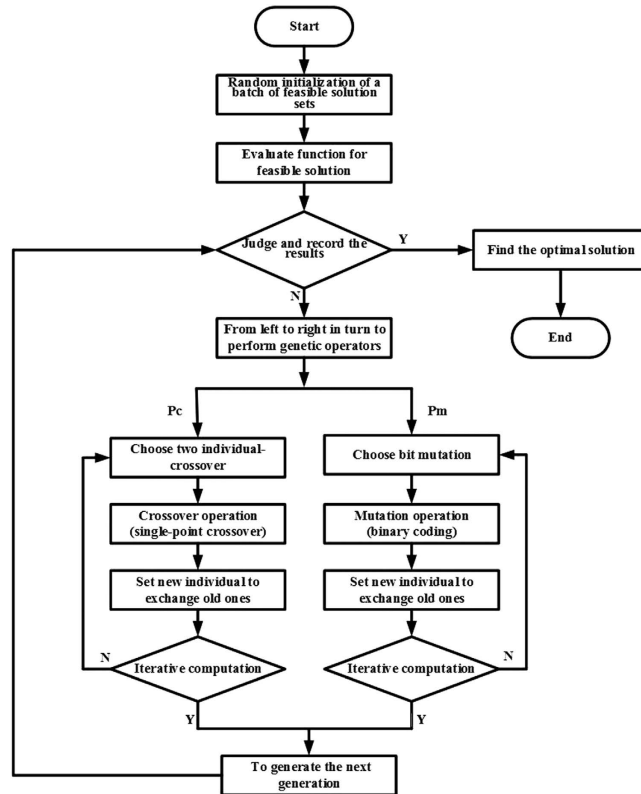 Start
Random initialization of a
batch of feasible solution
sets
Evaluate function for
feasible solution
Judge and record the
results
Y
Find the optimal solution
N
End
From left to right in turn to
perform genetic operators
Pc
Pm
Choose two individual-
crossover
Choose bit mutation
Crossover operation
(single-point crossover)
Mutation operation
(binary coding)
Set new individual to
exchange old ones
Set new individual to
exchange old ones
N
Iterative computation
Iterative computation
N
Y
Y
To generate the next
generation